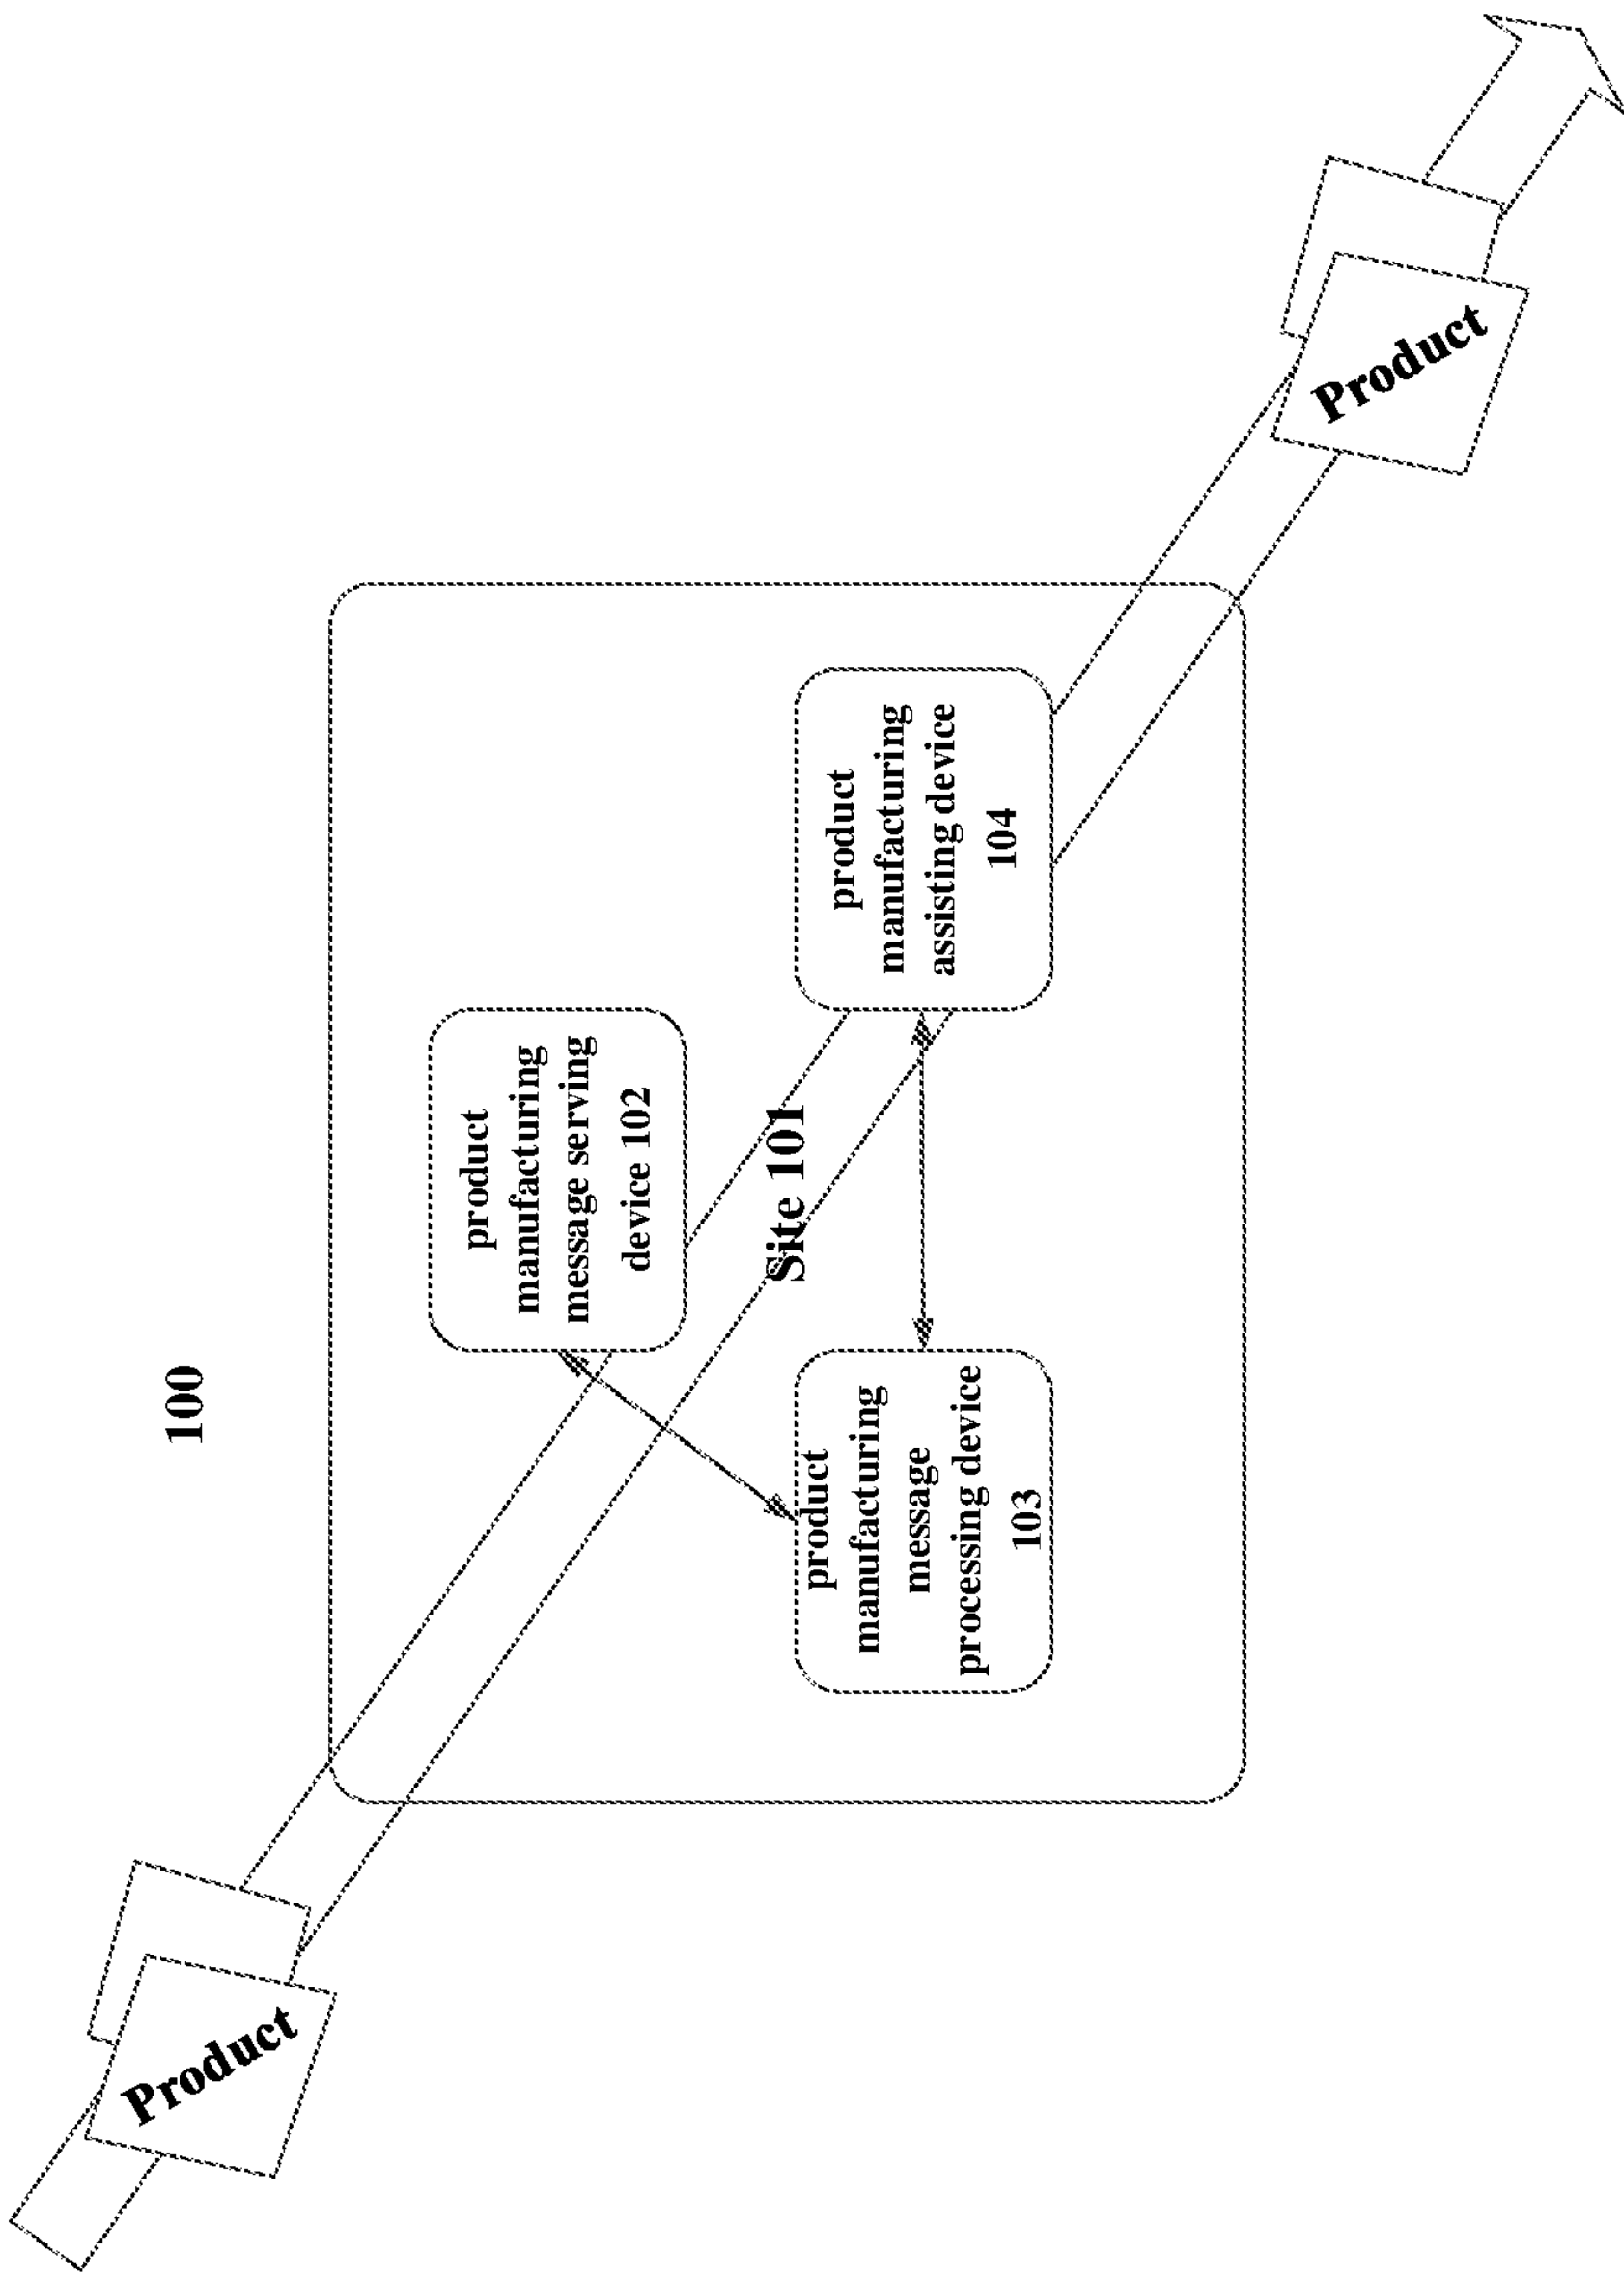 100
product
manufacturing
message serving
device 102
Site 101
product
manufacturing
message
processing device
103
product
manufacturing
assisting device
104
Product
Product